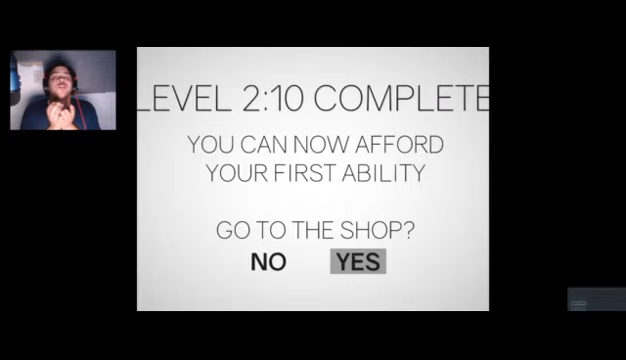 LEVEL 2:10 COMPLETE
YOU CAN NOW AFFORD
YOUR FIRST ABILITY
GO TO THE SHOP?
NO YES